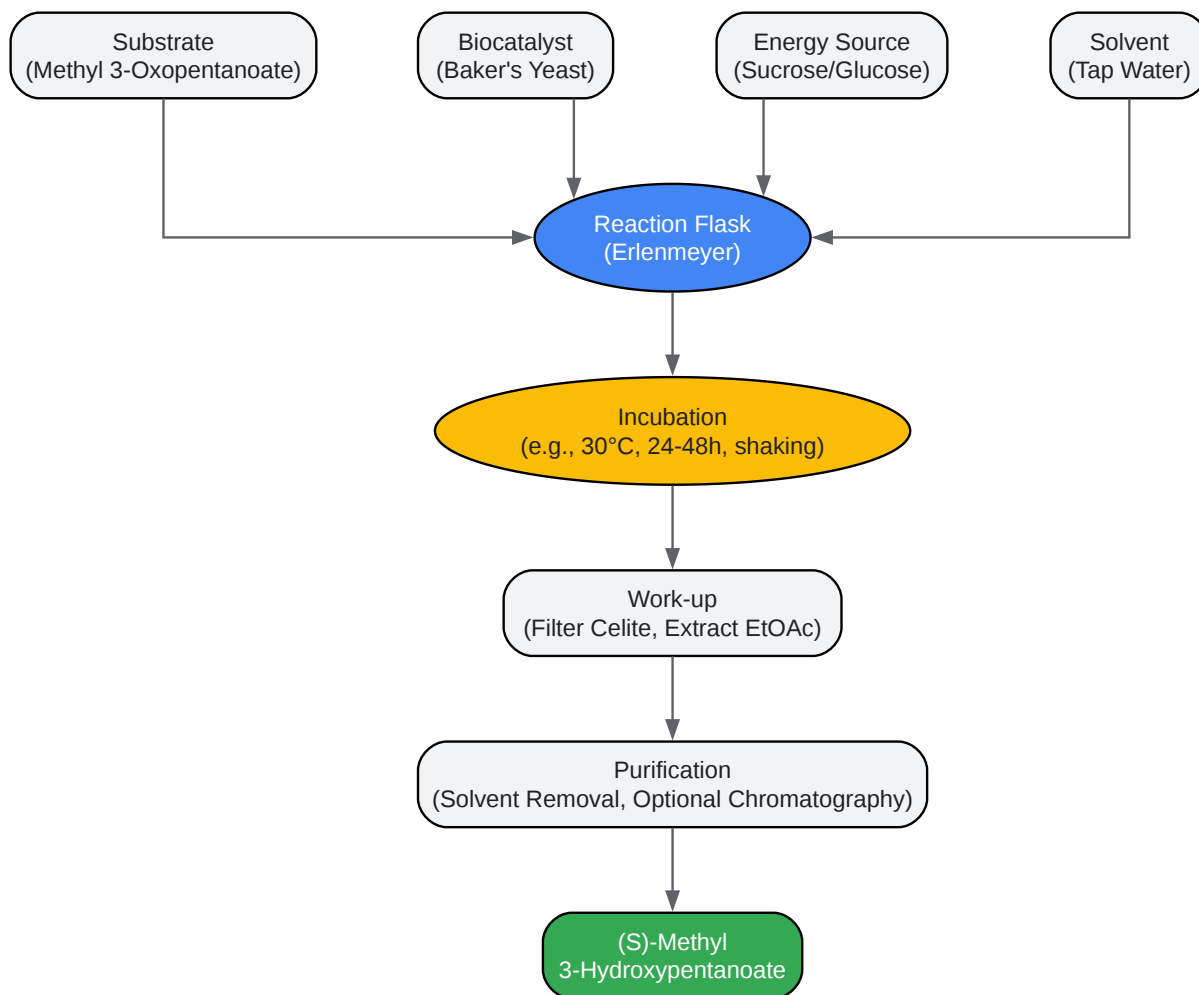 Substrate
(Methyl 3-Oxopentanoate)
Biocatalyst
(Baker's Yeast)
Energy Source
(Sucrose/Glucose)
Solvent
(Tap Water)
Reaction Flask
(Erlenmeyer)
Incubation
(e.g., 30°C, 24-48h, shaking)
Work-up
(Filter Celite, Extract EtOAc)
Purification
(Solvent Removal, Optional Chromatography)
(S)-Methyl
3-Hydroxypentanoate